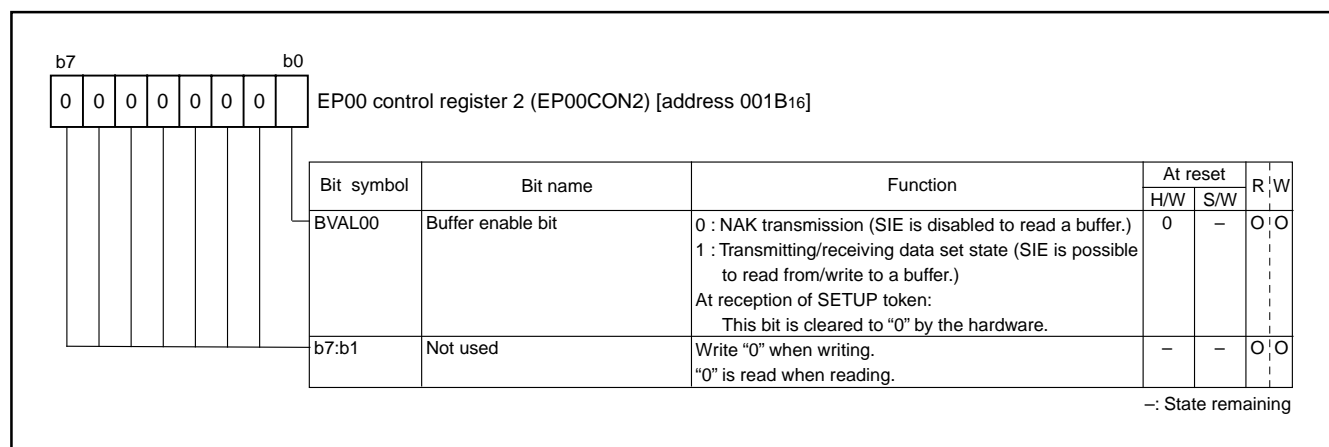 b7 b0
0 0 0 0 0 0 0 EP00 control register 2 (EP00CON2) [address 001B16]
Bit symbol Bit name Function At reset R W
H/W S/W
BVAL00 Buffer enable bit 0 : NAK transmission (SIE is disabled to read a buffer.) 0 – O O
1 : Transmitting/receiving data set state (SIE is possible
to read from/write to a buffer.)
At reception of SETUP token:
This bit is cleared to “0” by the hardware.
b7:b1 Not used Write “0” when writing. – – O O
“0” is read when reading.
–: State remaining